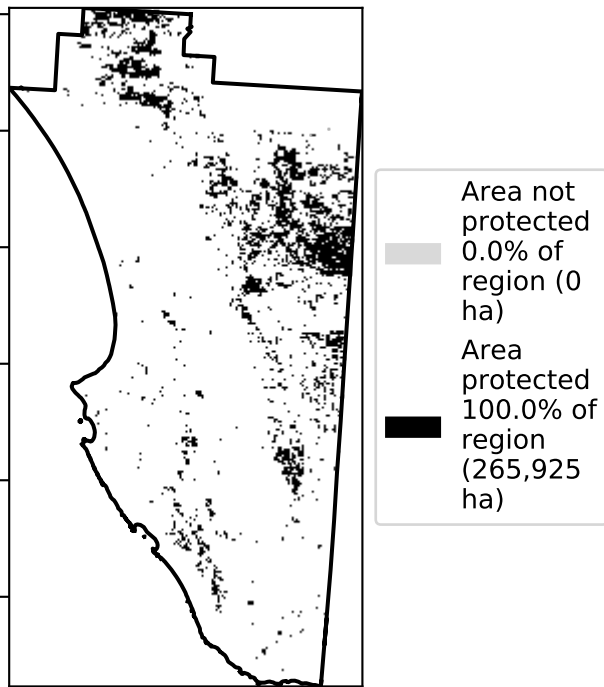 Area not
protected
0.0% of
region (0
ha)
Area
protected
100.0% of
region
(265,925
ha)